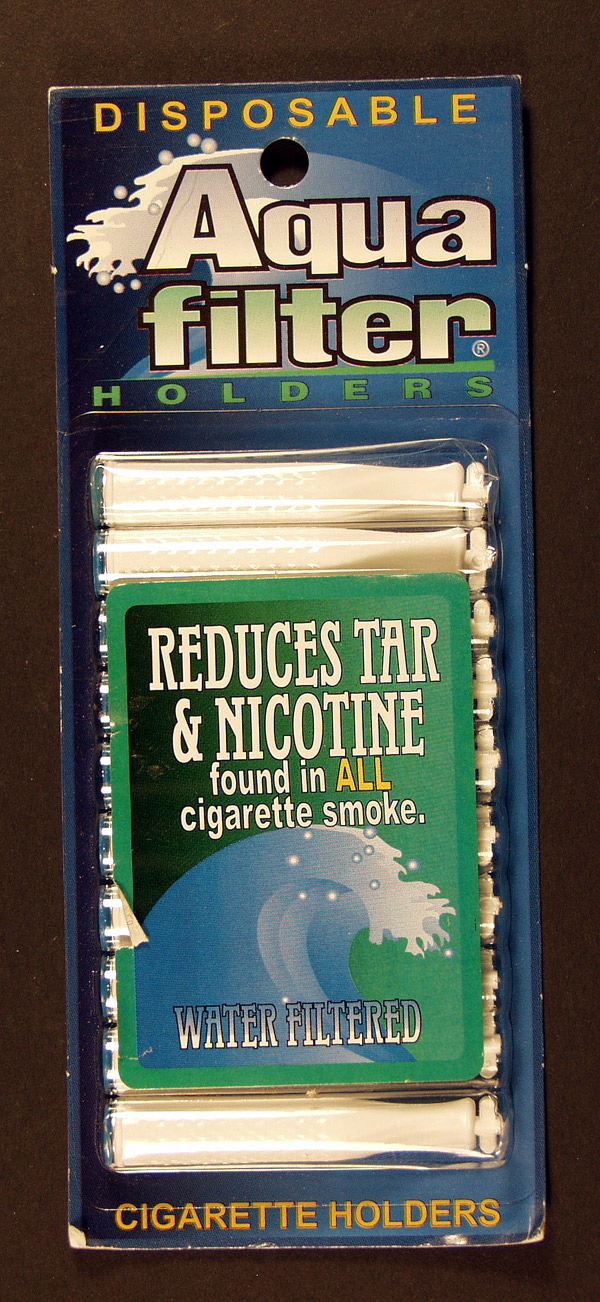 DISPOSABLE
Aqua
filter®
HOLDERS
REDUCES TAR
& NICOTINE
found in ALL
cigarette smoke.
WATER FILTERED
CIGARETTE HOLDERS